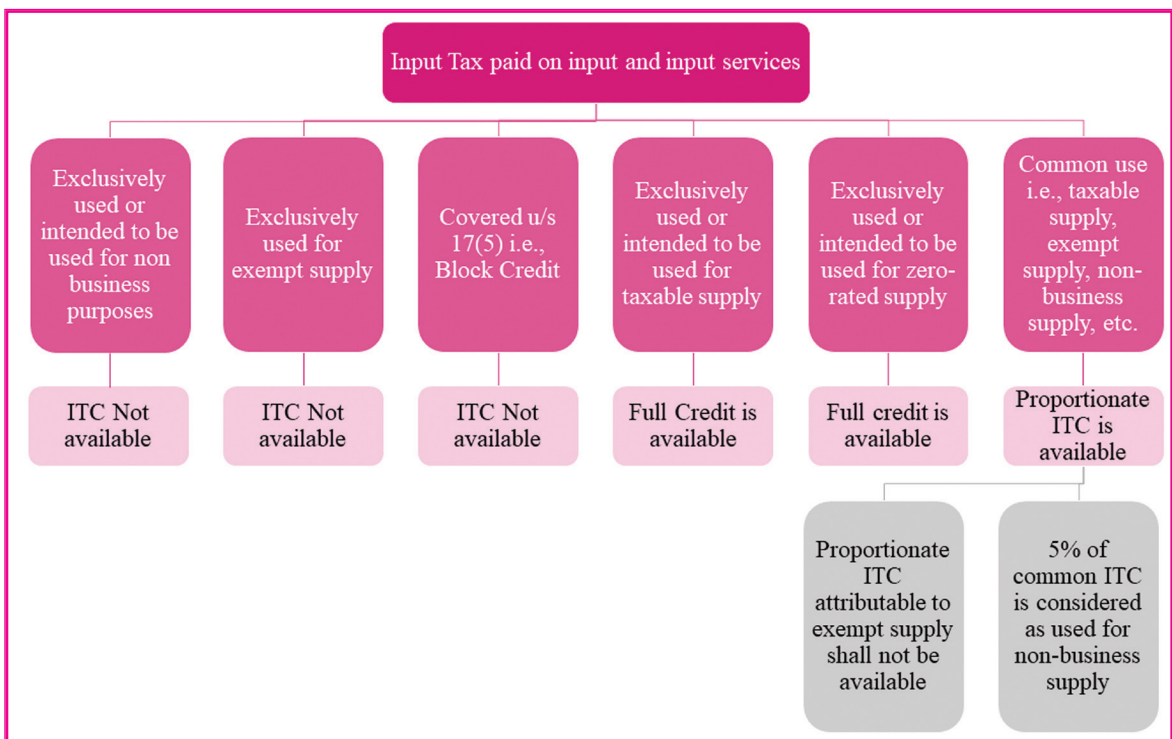 Input Tax paid on input and input services
Exclusively
used or
intended to be
used for non
business
purposes
Exclusively
used for
exempt supply
Covered u/s
17(5) i.e.,
Block Credit
Exclusively
used or
intended to be
used for
taxable supply
Exclusively
used or
intended to be
used for zero-
rated supply
Common use
i.e., taxable
supply,
exempt
supply, non-
business
supply, etc.
ITC Not
available
ITC Not
available
ITC Not
available
Full Credit is
available
Full credit is
available
Proportionate
ITC is
available
Proportionate
ITC
attributable to
exempt supply
shall not be
available
5% of
common ITC
is considered
as used for
non-business
supply